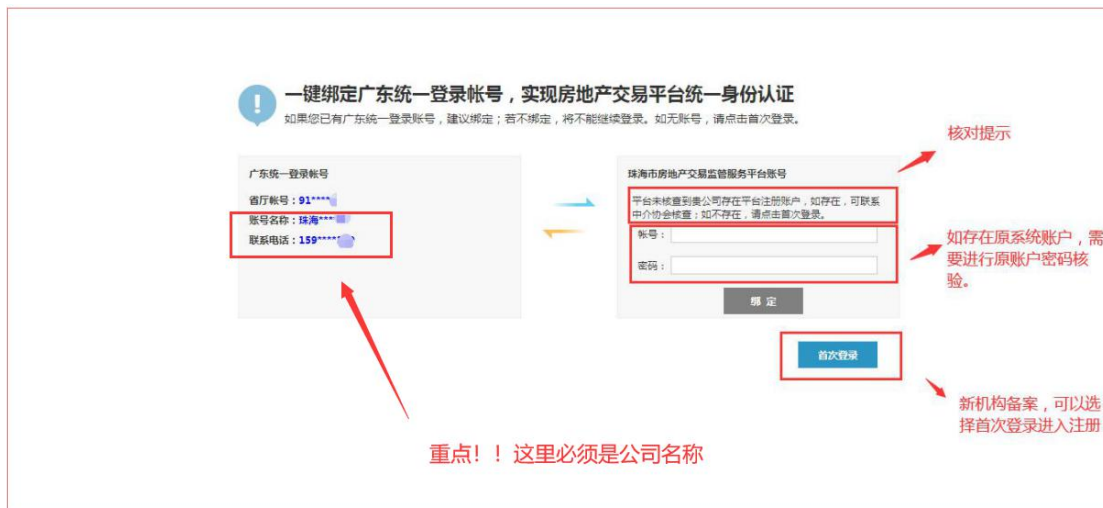 一键绑定广东统一登录帐号，实现房地产交易平台统一身份认证
如果您已有广东统一登录账号，建议绑定；若不绑定，将不能继续登录。如无账号，请点击首次登录。
核对提示
广东统一登录帐号
省厅帐号：91****
账号名称：珠海***
联系电话：159****
珠海市房地产交易监管服务平台账号
平台未核查到贵公司存在平台注册账户，如存在，可联系
中介协会核查；如不存在，请点击首次登录。
帐号：
密码：
绑 定
如存在原系统账户，需
要进行原账户密码核
验。
首次登录
新机构备案，可以选
择首次登录进入注册
重点！！这里必须是公司名称